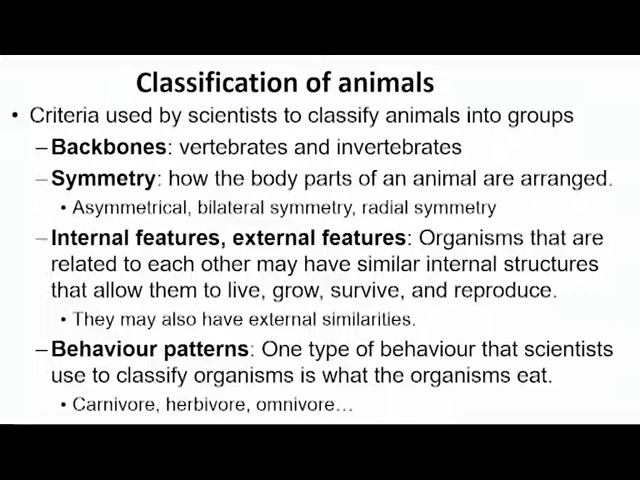 Classification of animals
• Criteria used by scientists to classify animals into groups
–Backbones: vertebrates and invertebrates
–Symmetry: how the body parts of an animal are arranged.
• Asymmetrical, bilateral symmetry, radial symmetry
–Internal features, external features: Organisms that are
related to each other may have similar internal structures
that allow them to live, grow, survive, and reproduce.
• They may also have external similarities.
–Behaviour patterns: One type of behaviour that scientists
use to classify organisms is what the organisms eat.
• Carnivore, herbivore, omnivore…